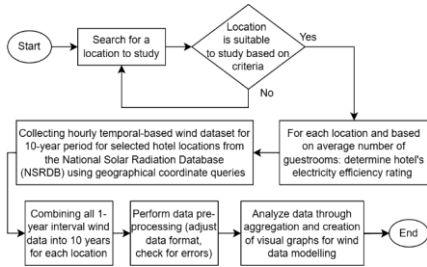 Start
Search for a
location to study
Location
is suitable
to study based on
criteria
Yes
No
For each location and based
on average number of
guestrooms: determine hotel's
electricity efficiency rating
Collecting hourly temporal-based wind dataset for
10-year period for selected hotel locations from
the National Solar Radiation Database
(NSRDB) using geographical coordinate queries
Combining all 1-
year interval wind
data into 10 years
for each location
Perform data pre-
processing (adjust
data format,
check for errors)
Analyze data through
aggregation and creation
of visual graphs for wind
data modelling
End